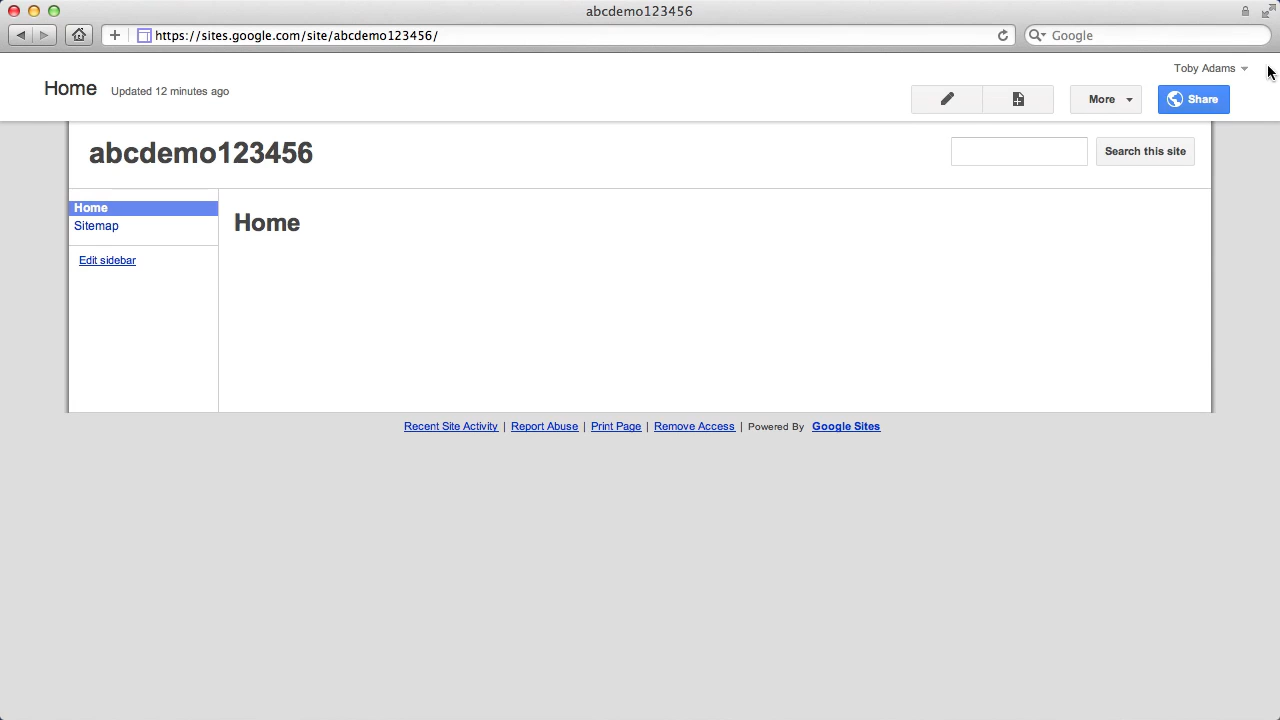 abcdemo123456
https://sites.google.com/site/abcdemo123456/
Google
Toby Adams
Home Updated 12 minutes ago
More
Share
abcdemo123456
Search this site
Home
Sitemap
Edit sidebar
Home
Recent Site Activity | Report Abuse | Print Page | Remove Access | Powered By Google Sites